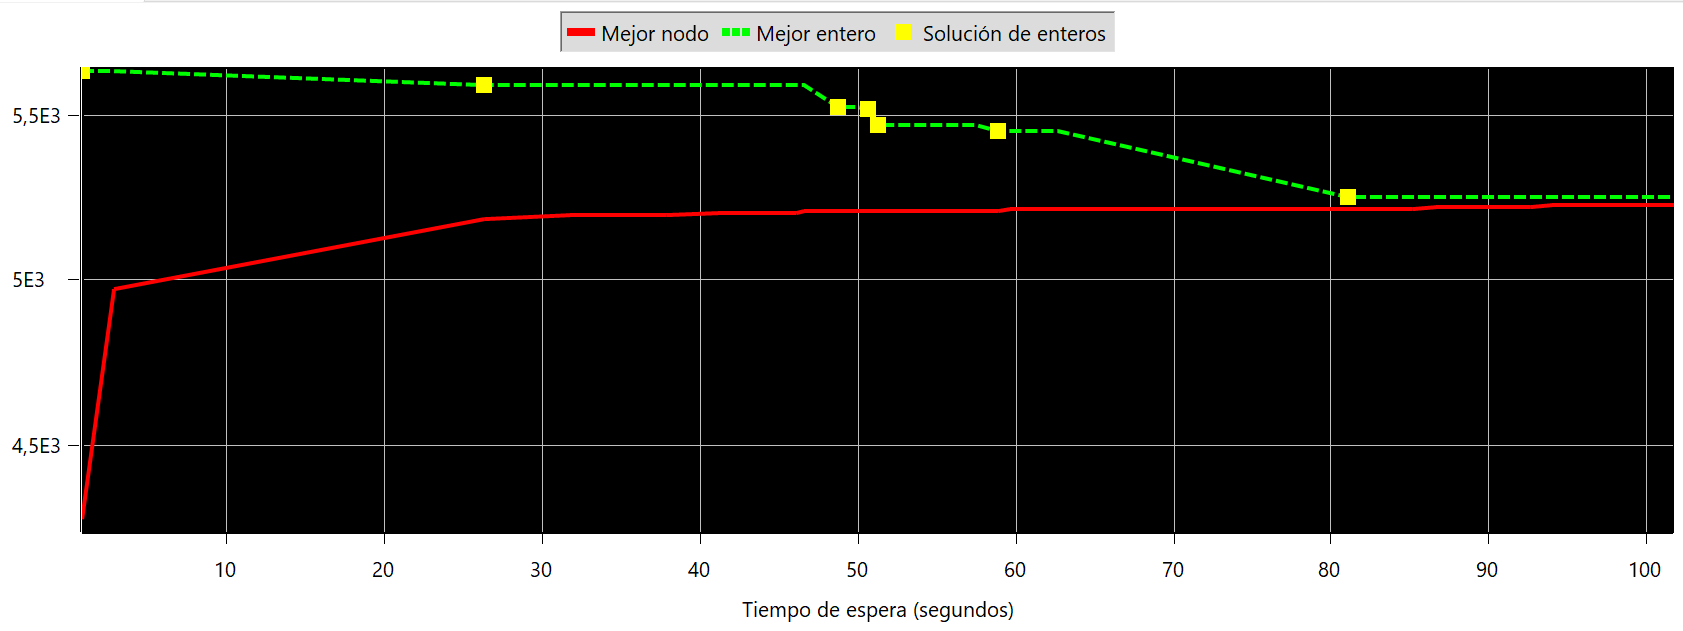 Mejor nodo Mejor entero Solución de enteros
5,5E3
5E3
4,5E3
10 20 30 40 50 60 70 80 90 100
Tiempo de espera (segundos)